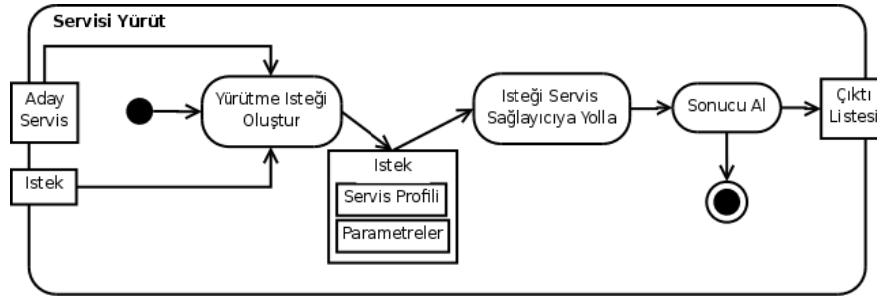 Servisi Yürüt
Aday
Servis
Istek
Yürütme Isteği
Oluştur
Istek
Servis Profili
Parametreler
Isteği Servis
Sağlayıcıya Yolla
Sonucu Al
Çıktı
Listesi